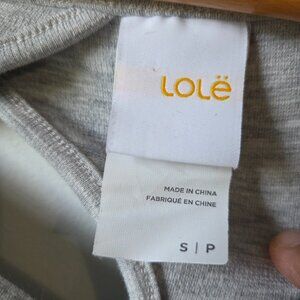 Lolë
MADE IN CHINA
FABRIQUÉ EN CHINE
S | P